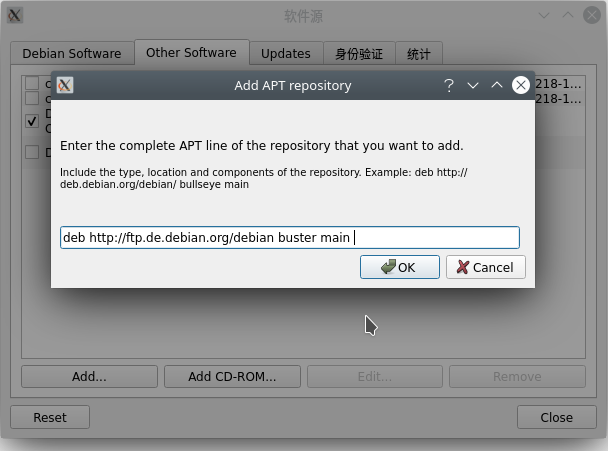 软件源
Debian Software
Other Software
Updates
身份验证
统计
218-1...
218-1...
Add APT repository
Enter the complete APT line of the repository that you want to add.
Include the type, location and components of the repository. Example: deb http://
deb.debian.org/debian/ bullseye main
deb http://ftp.de.debian.org/debian buster main
OK
Cancel
Add...
Add CD-ROM...
Edit...
Remove
Reset
Close